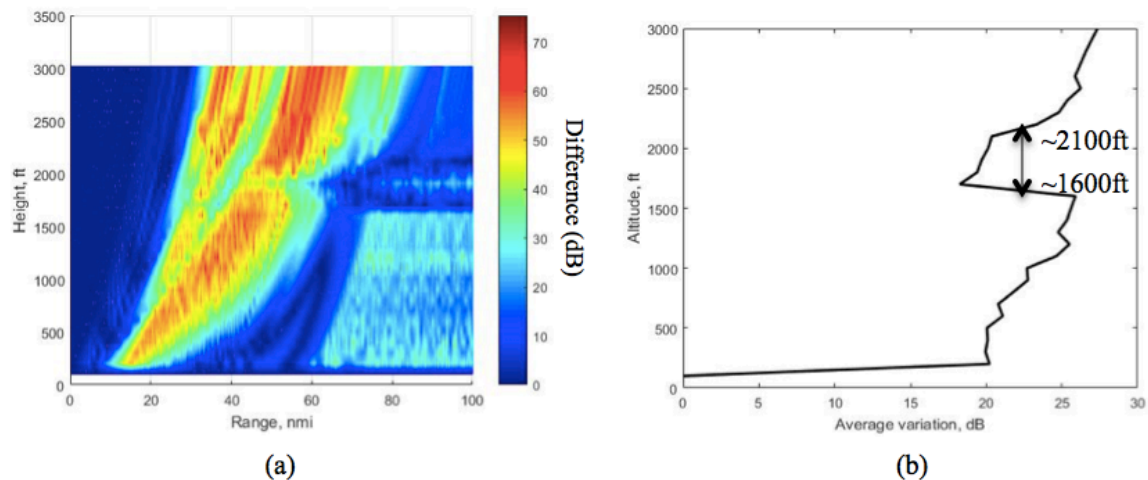 3500
3000
2500
2000
1500
1000
500
0
Height, ft
0 20 40 60 80 100
Range, nmi
70
60
50
40
30
20
10
0
Difference (dB)
(a)
3000
2500
2000
1500
1000
500
0
Altitude, ft
~2100ft
~1600ft
0 5 10 15 20 25 30
Average variation, dB
(b)